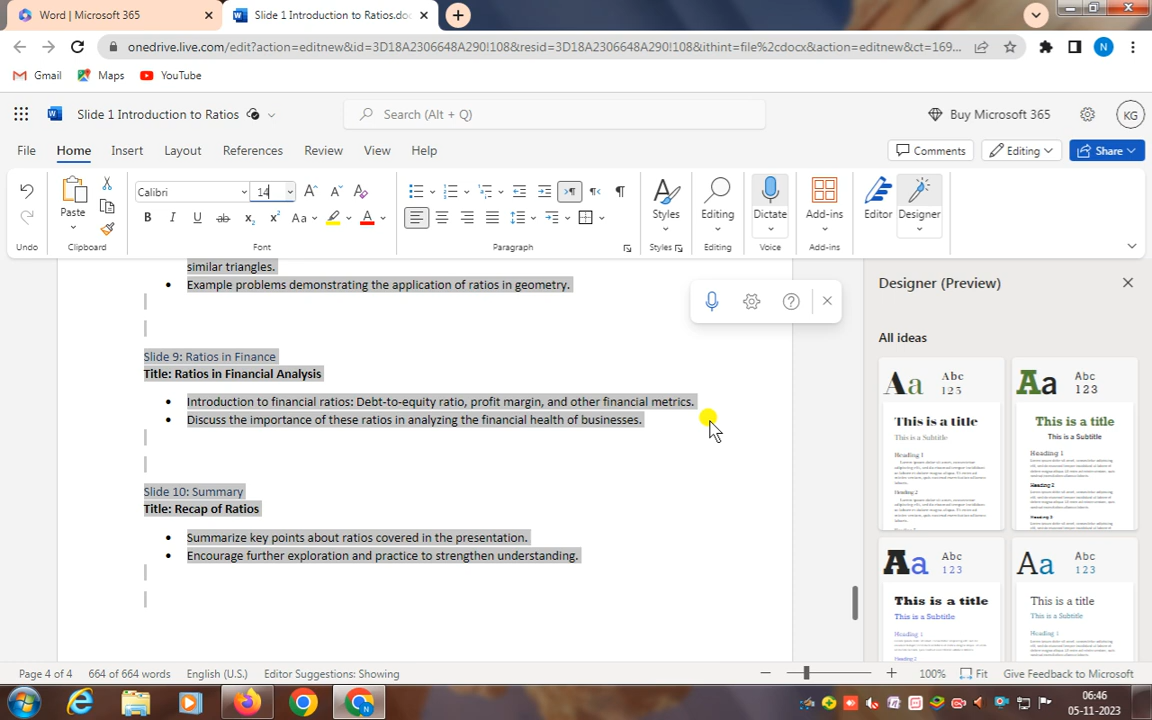 Word | Microsoft 365
Slide 1 Introduction to Ratios.do
onedrive.live.com/edit?action=editnew&id=3D18A2306648A290!108&resid=3D18A2306648A290!108&ithint=file%2cdocx&action=editnew&ct=169...
N
Gmail
Maps
YouTube
Slide 1 Introduction to Ratios
Search (Alt + Q)
Buy Microsoft 365
KG
File
Home
Insert
Layout
References
Review
View
Help
Comments
Editing
Share
Calibri
14
Paste
Styles
Editing
Dictate
Add-ins
Editor
Designer
Undo
Clipboard
Font
Paragraph
Styles
Editing
Voice
Add-ins
similar triangles.
• Example problems demonstrating the application of ratios in geometry.
Slide 9: Ratios in Finance
Title: Ratios in Financial Analysis
• Introduction to financial ratios: Debt-to-equity ratio, profit margin, and other financial metrics.
• Discuss the importance of these ratios in analyzing the financial health of businesses.
Slide 10: Summary
Title: Recap of Ratios
• Summarize key points about ratios covered in the presentation.
• Encourage further exploration and practice to strengthen understanding.
Designer (Preview)
All ideas
Aa Abc 123
This is a title
This is a Subtitle
Heading 1
Heading 2
Aa Abc 123
This is a title
This is a Subtitle
Heading 1
Heading 2
Heading 3
Aa Abc 123
This is a title
This is a Subtitle
Heading 1
Aa Abc 123
This is a title
This is a Subtitle
Heading 1
Page 4 of 4
664 of 664 words
English (U.S.)
Editor Suggestions: Showing
100%
Fit
Give Feedback to Microsoft
06:46
05-11-2023